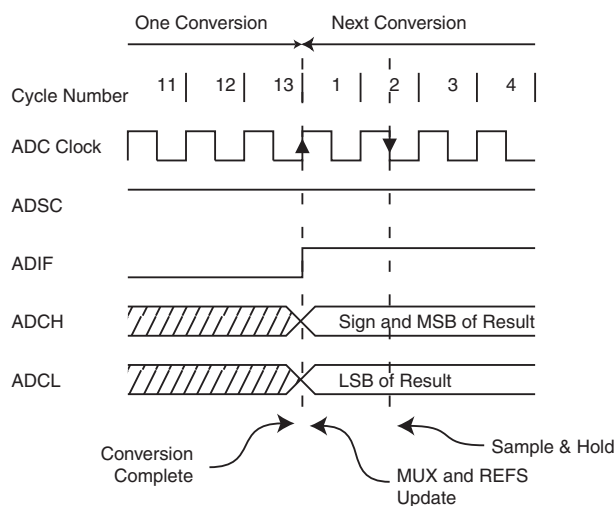 One Conversion Next Conversion
Cycle Number 11 12 13 1 2 3 4
ADC Clock
ADSC
ADIF
ADCH Sign and MSB of Result
ADCL LSB of Result
Conversion
Complete
MUX and REFS
Update
Sample & Hold